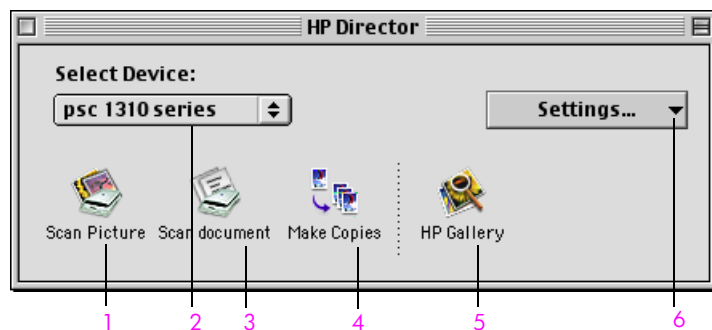 HP Director
Select Device:
psc 1310 series
Settings...
Scan Picture
Scan document
Make Copies
HP Gallery
1 2 3 4 5 6